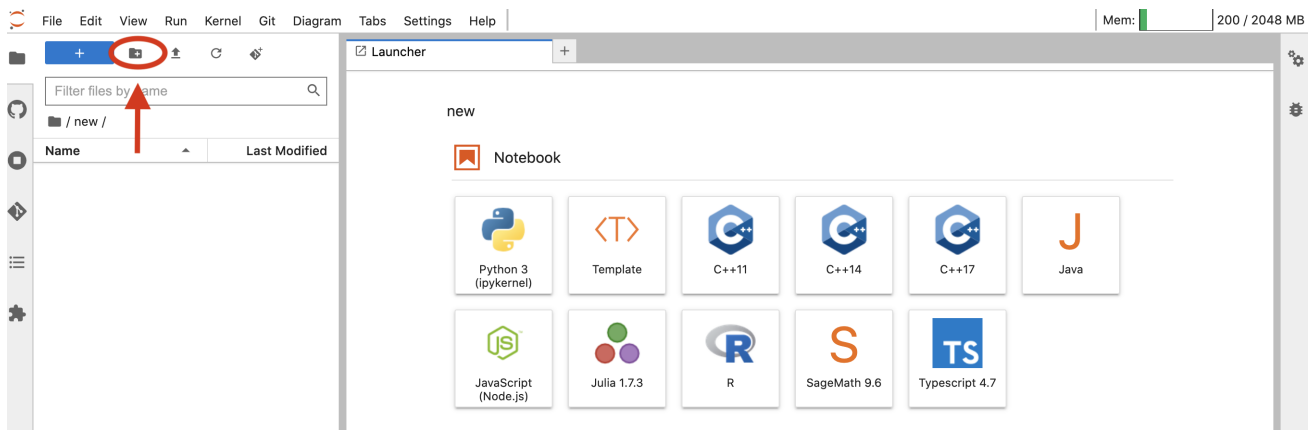 File Edit View Run Kernel Git Diagram Tabs Settings Help
Mem: 200 / 2048 MB
+
Launcher +
Filter files by name
/ new /
Name Last Modified
new
Notebook
Python 3
(ipykernel)
<T>
Template
C++
C++11
C++
C++14
C++
C++17
J
Java
JS
JavaScript
(Node.js)
Julia 1.7.3
R
R
S
SageMath 9.6
TS
Typescript 4.7